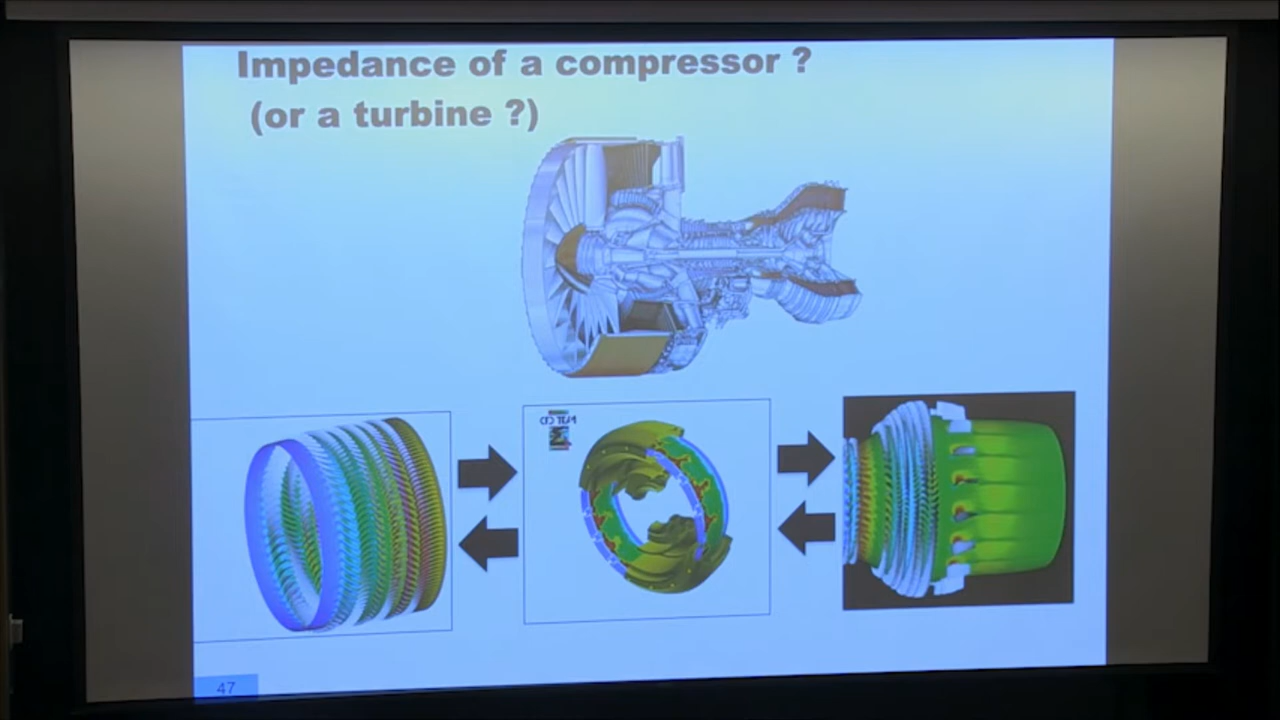 Impedance of a compressor ?
(or a turbine ?)
47